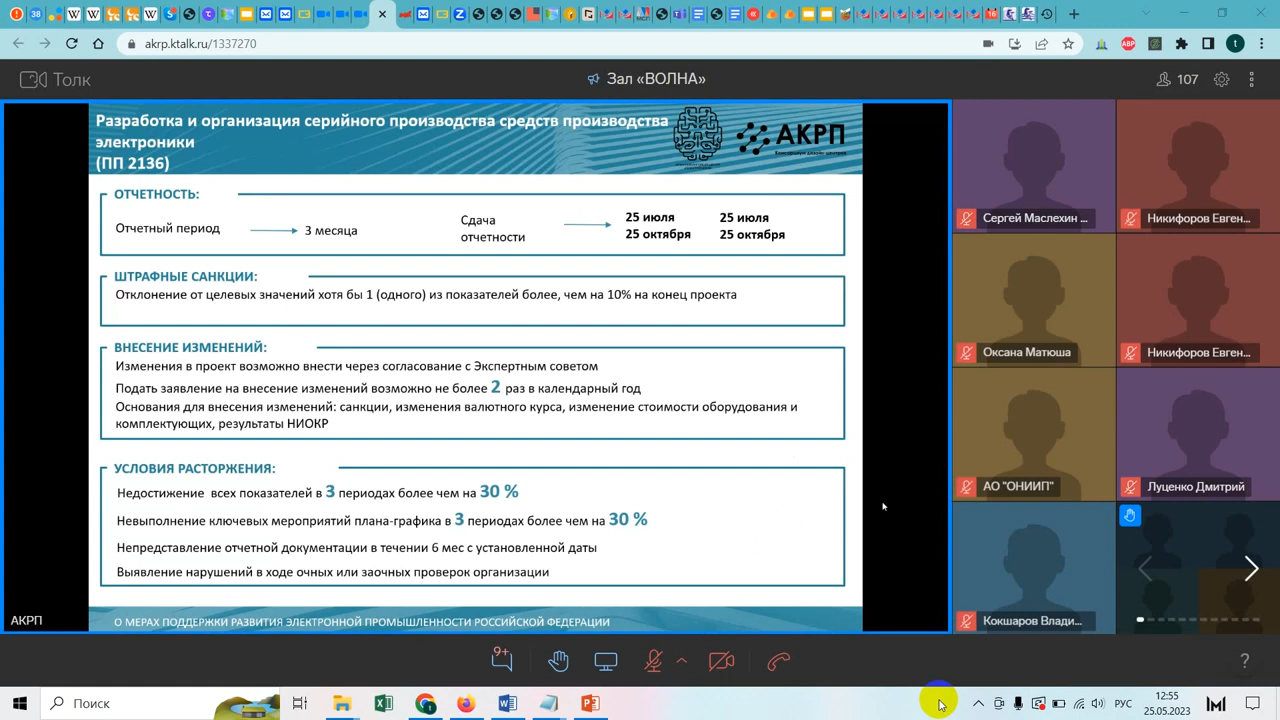 38
16
akrp.ktalk.ru/1337270
ABP
t
Толк
Зал «ВОЛНА»
107
Разработка и организация серийного производства средств производства
электроники
(ПП 2136)
АКРП
ОТЧЕТНОСТЬ:
Отчетный период
3 месяца
Сдача
отчетности
25 июля
25 октября
25 июля
25 октября
ШТРАФНЫЕ САНКЦИИ:
Отклонение от целевых значений хотя бы 1 (одного) из показателей более, чем на 10% на конец проекта
ВНЕСЕНИЕ ИЗМЕНЕНИЙ:
Изменения в проект возможно внести через согласование с Экспертным советом
Подать заявление на внесение изменений возможно не более 2 раз в календарный год
Основания для внесения изменений: санкции, изменения валютного курса, изменение стоимости оборудования и
комплектующих, результаты НИОКР
УСЛОВИЯ РАСТОРЖЕНИЯ:
Недостижение всех показателей в 3 периодах более чем на 30 %
Невыполнение ключевых мероприятий плана-графика в 3 периодах более чем на 30 %
Непредставление отчетной документации в течении 6 мес с установленной даты
Выявление нарушений в ходе очных или заочных проверок организации
О МЕРАХ ПОДДЕРЖКИ РАЗВИТИЯ ЭЛЕКТРОННОЙ ПРОМЫШЛЕННОСТИ РОССИЙСКОЙ ФЕДЕРАЦИИ
АКРП
Сергей Маслехин ...
Никифоров Евген...
Оксана Матюша
Никифоров Евген...
АО "ОНИИП"
Луценко Дмитрий
Кокшаров Влади...
9+
?
Поиск
РУС
12:55
25.05.2023